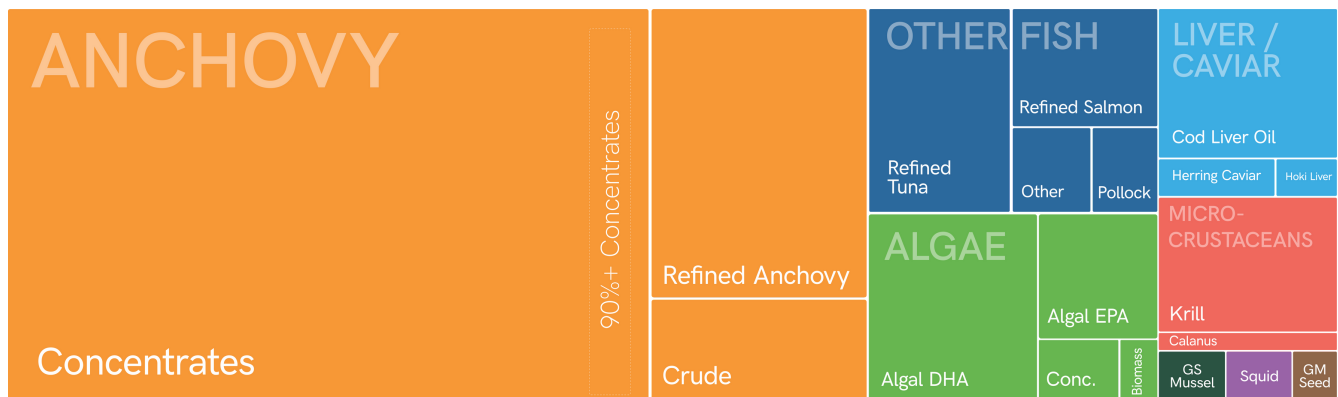 ANCHOVY
Concentrates
90%+ Concentrates
Refined Anchovy
Crude
OTHER FISH
Refined
Tuna
Refined Salmon
Other
Pollock
ALGAE
Algal DHA
Algal EPA
Conc.
Biomass
LIVER /
CAVIAR
Cod Liver Oil
Herring Caviar
Hoki Liver
MICRO-
CRUSTACEANS
Krill
Calanus
GS
Mussel
Squid
GM
Seed